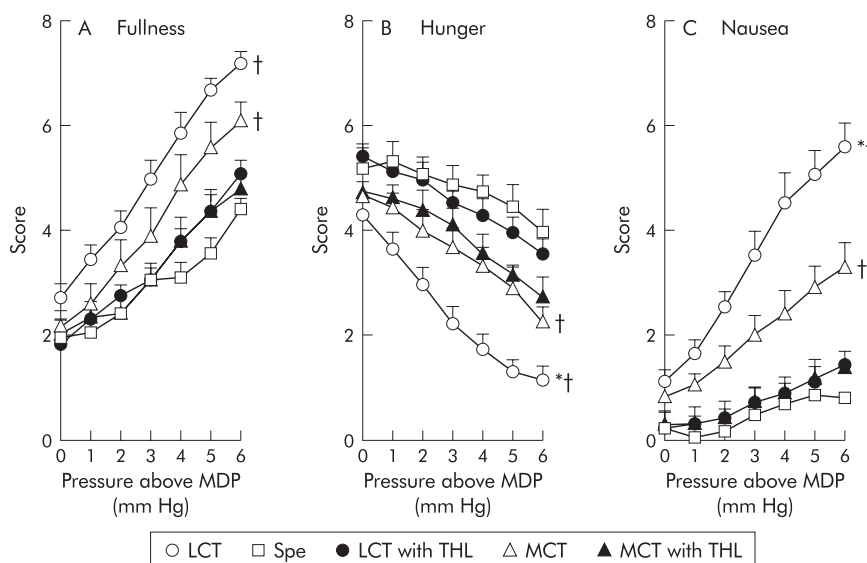 A Fullness
8
6
4
2
0
Score
0 1 2 3 4 5 6
Pressure above MDP
(mm Hg)
†
†
B Hunger
8
6
4
2
0
Score
0 1 2 3 4 5 6
Pressure above MDP
(mm Hg)
†
*†
C Nausea
8
6
4
2
0
Score
0 1 2 3 4 5 6
Pressure above MDP
(mm Hg)
*
†
LCT Spe LCT with THL MCT MCT with THL